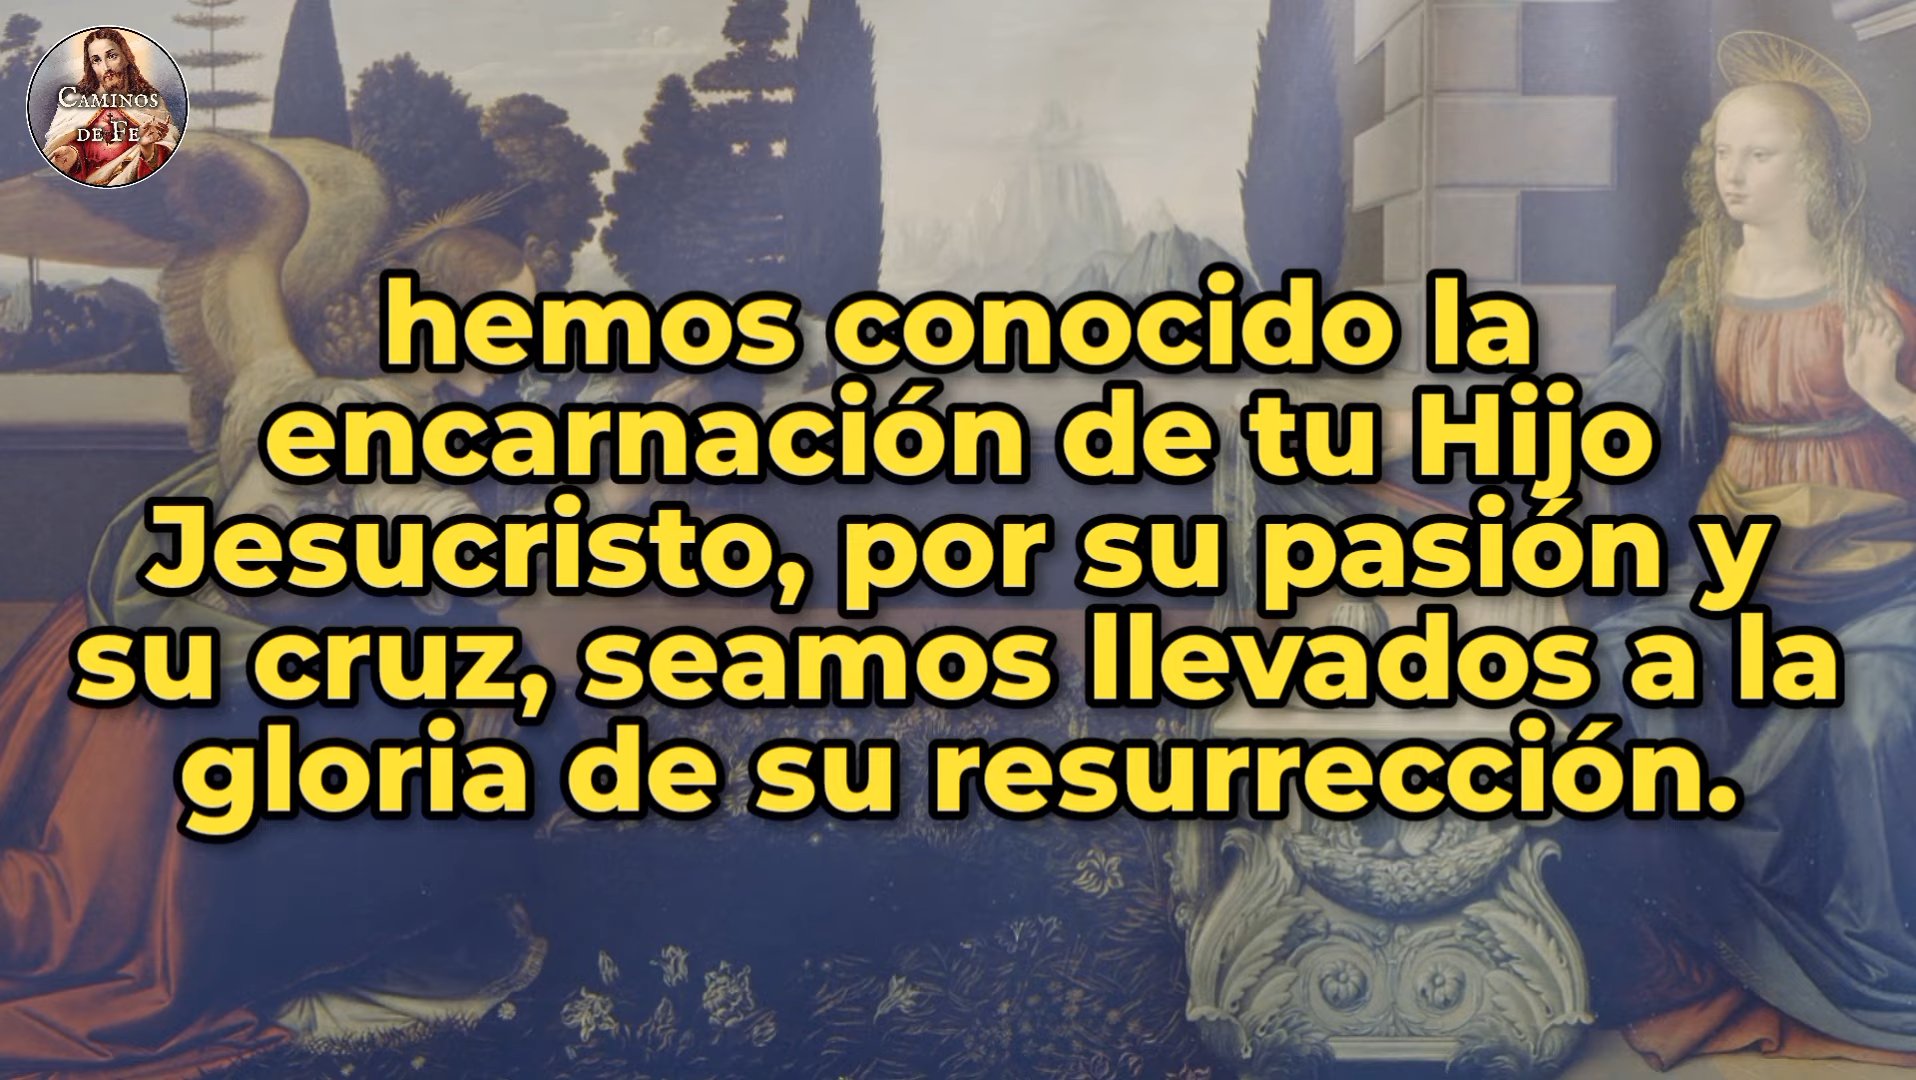 CAMINOS
DE FE
hemos conocido la
encarnación de tu Hijo
Jesucristo, por su pasión y
su cruz, seamos llevados a la
gloria de su resurrección.